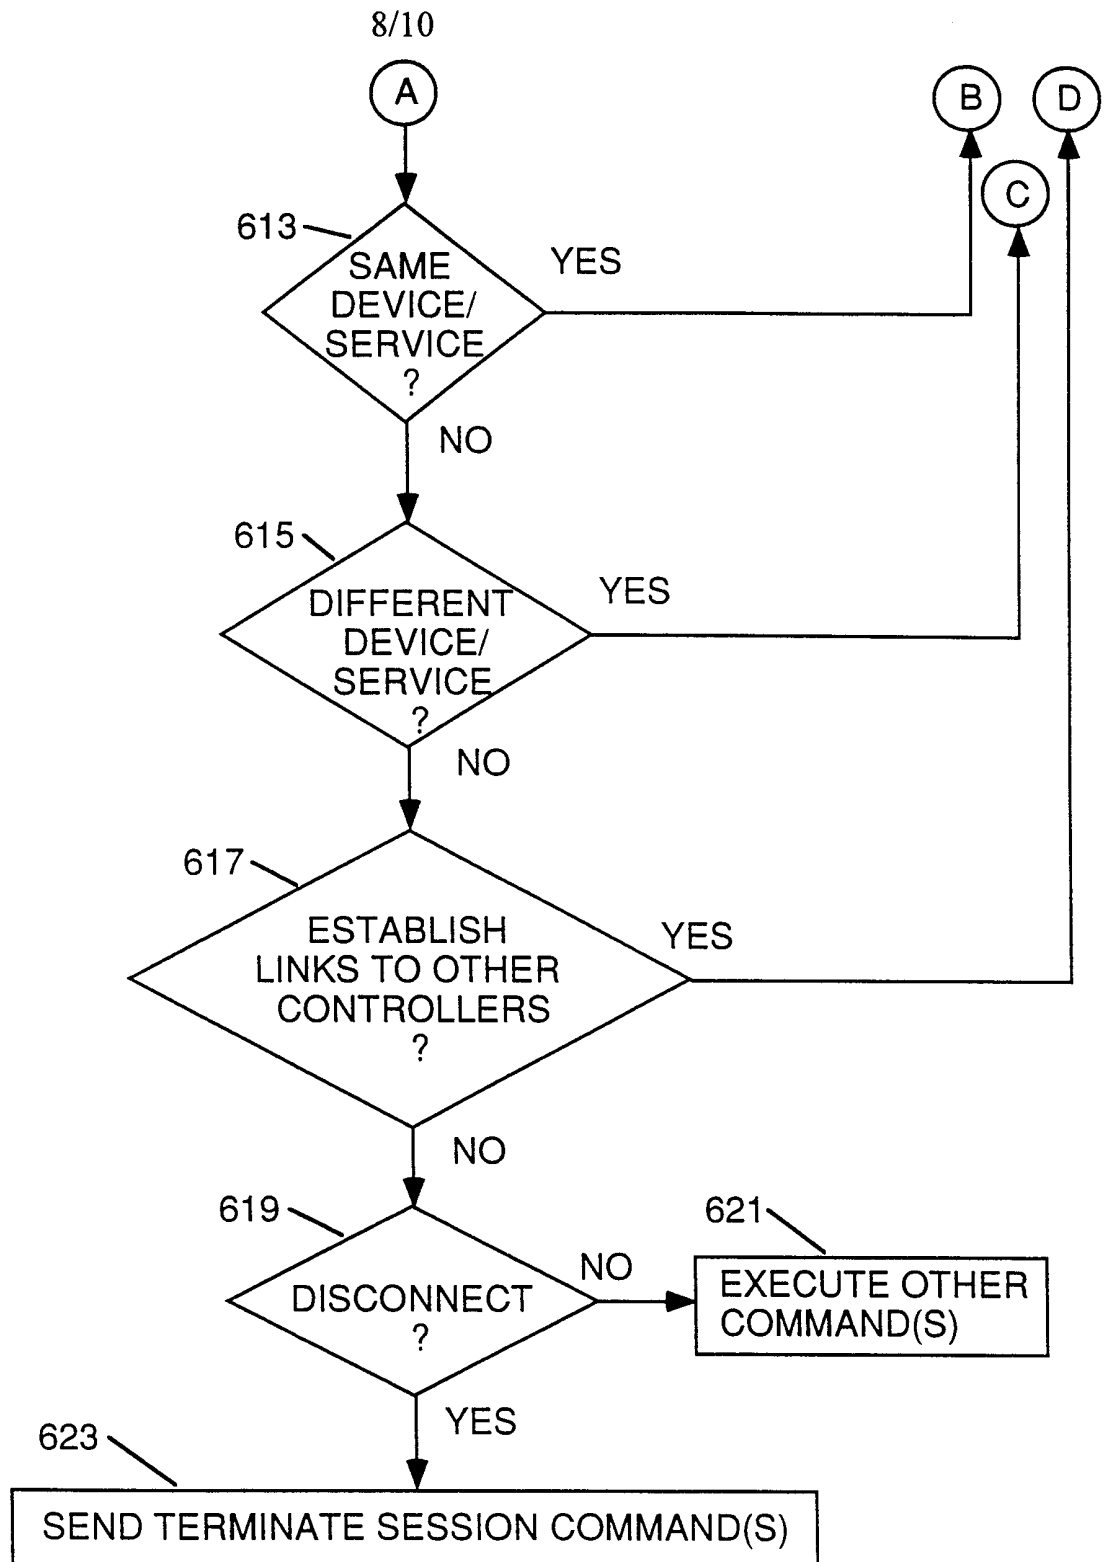 8/10
A
B
D
C
613
SAME
DEVICE/
SERVICE
?
YES
NO
615
DIFFERENT
DEVICE/
SERVICE
?
YES
NO
617
ESTABLISH
LINKS TO OTHER
CONTROLLERS
?
YES
NO
619
DISCONNECT
?
NO
621
EXECUTE OTHER
COMMAND(S)
YES
623
SEND TERMINATE SESSION COMMAND(S)